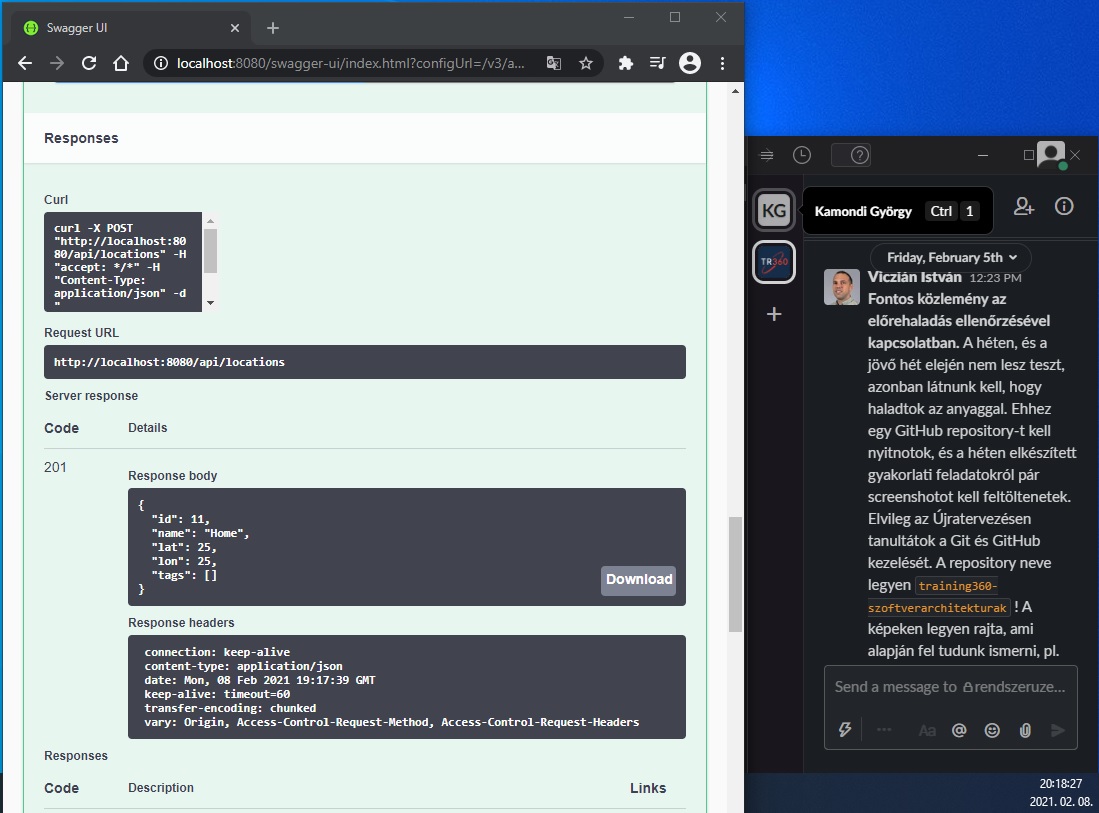 Swagger UI
localhost:8080/swagger-ui/index.html?configUrl=/v3/a...
Responses
Curl
curl -X POST
"http://localhost:80
80/api/locations" -H
"accept: */*" -H
"Content-Type:
application/json" -d
"
Request URL
http://localhost:8080/api/locations
Server response
Code Details
201
Response body
{
"id": 11,
"name": "Home",
"lat": 25,
"lon": 25,
"tags": []
}
Download
Response headers
connection: keep-alive
content-type: application/json
date: Mon, 08 Feb 2021 19:17:39 GMT
keep-alive: timeout=60
transfer-encoding: chunked
vary: Origin, Access-Control-Request-Method, Access-Control-Request-Headers
Responses
Code Description Links
KG
Kamondi György Ctrl 1
TR360
Friday, February 5th
Viczián István 12:23 PM
Fontos közlemény az
előrehaladás ellenőrzésével
kapcsolatban. A héten, és a
jövő hét elején nem lesz teszt,
azonban látnunk kell, hogy
haladtok az anyaggal. Ehhez
egy GitHub repository-t kell
nyitnotok, és a héten elkészített
gyakorlati feladatokról pár
screenshotot kell feltöltenetek.
Elvileg az Újratervezésen
tanultátok a Git és GitHub
kezelését. A repository neve
legyen training360-
szoftverarchitekturak ! A
képeken legyen rajta, ami
alapján fel tudunk ismerni, pl.
Send a message to rendszeruze...
Aa
20:18:27
2021. 02. 08.